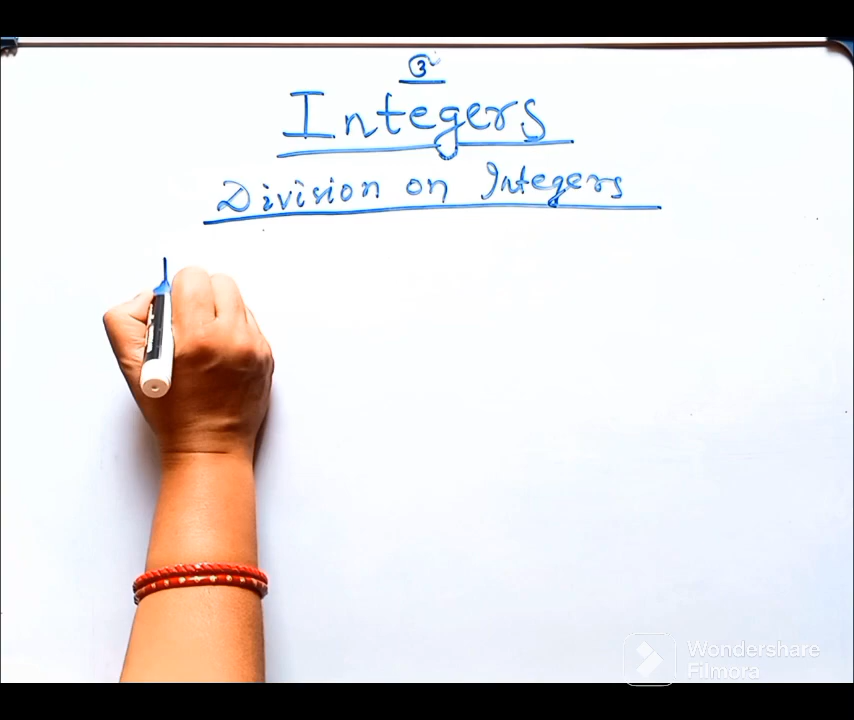 ③
Integers
Division on Integers
Wondershare
Filmora